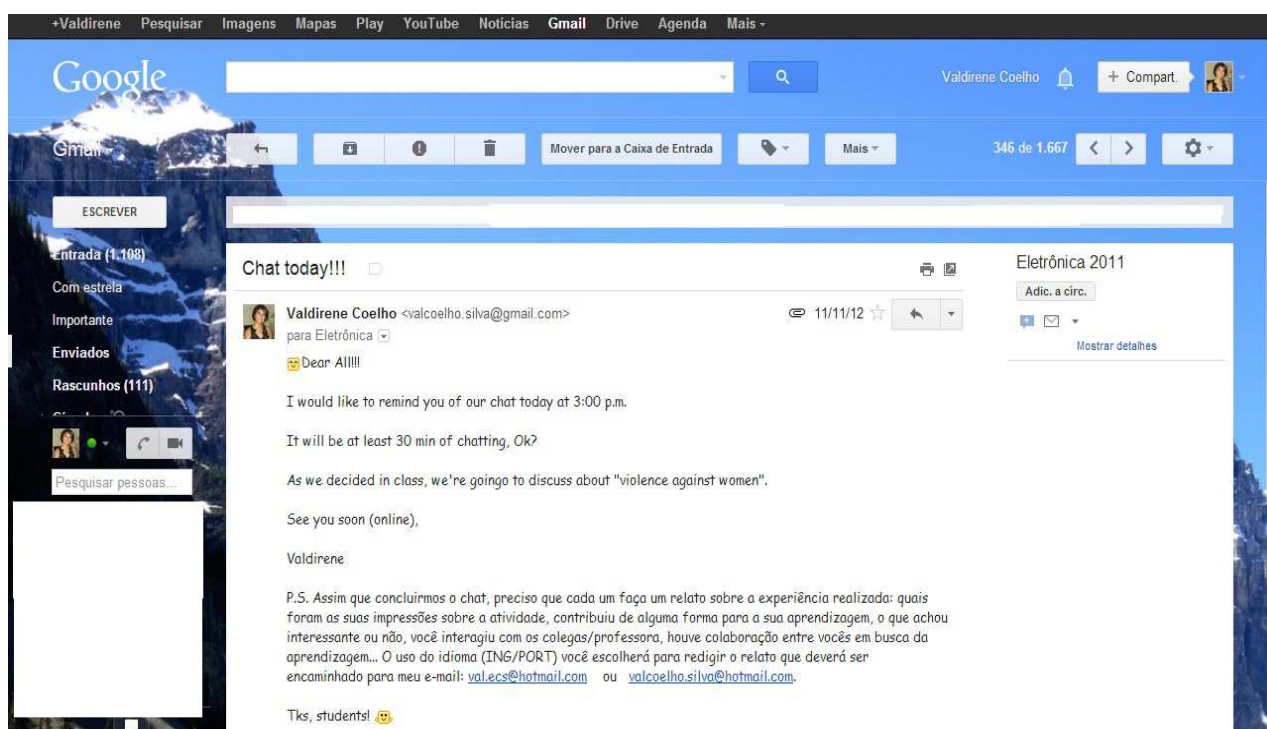 +Valdirene Pesquisar Imagens Mapas Play YouTube Notícias Gmail Drive Agenda Mais
Google
Valdirene Coelho + Compart.
Gmail Mover para a Caixa de Entrada Mais 346 de 1.667
ESCREVER
Entrada (1.108)
Com estrela
Importante
Enviados
Rascunhos (111)
Pesquisar pessoas...
Chat today!!!
Valdirene Coelho <valcoelho.silva@gmail.com> 11/11/12
para Eletrônica
Dear All!!!!
I would like to remind you of our chat today at 3:00 p.m.
It will be at least 30 min of chatting, Ok?
As we decided in class, we're goingo to discuss about "violence against women".
See you soon (online),
Valdirene
P.S. Assim que concluirmos o chat, preciso que cada um faça um relato sobre a experiência realizada: quais
foram as suas impressões sobre a atividade, contribuiu de alguma forma para a sua aprendizagem, o que achou
interessante ou não, você interagiu com os colegas/professora, houve colaboração entre vocês em busca da
aprendizagem... O uso do idioma (ING/PORT) você escolherá para redigir o relato que deverá ser
encaminhado para meu e-mail: val.ecs@hotmail.com ou valcoelho.silva@hotmail.com.
Tks, students!
Eletrônica 2011
Adic. a círc.
Mostrar detalhes